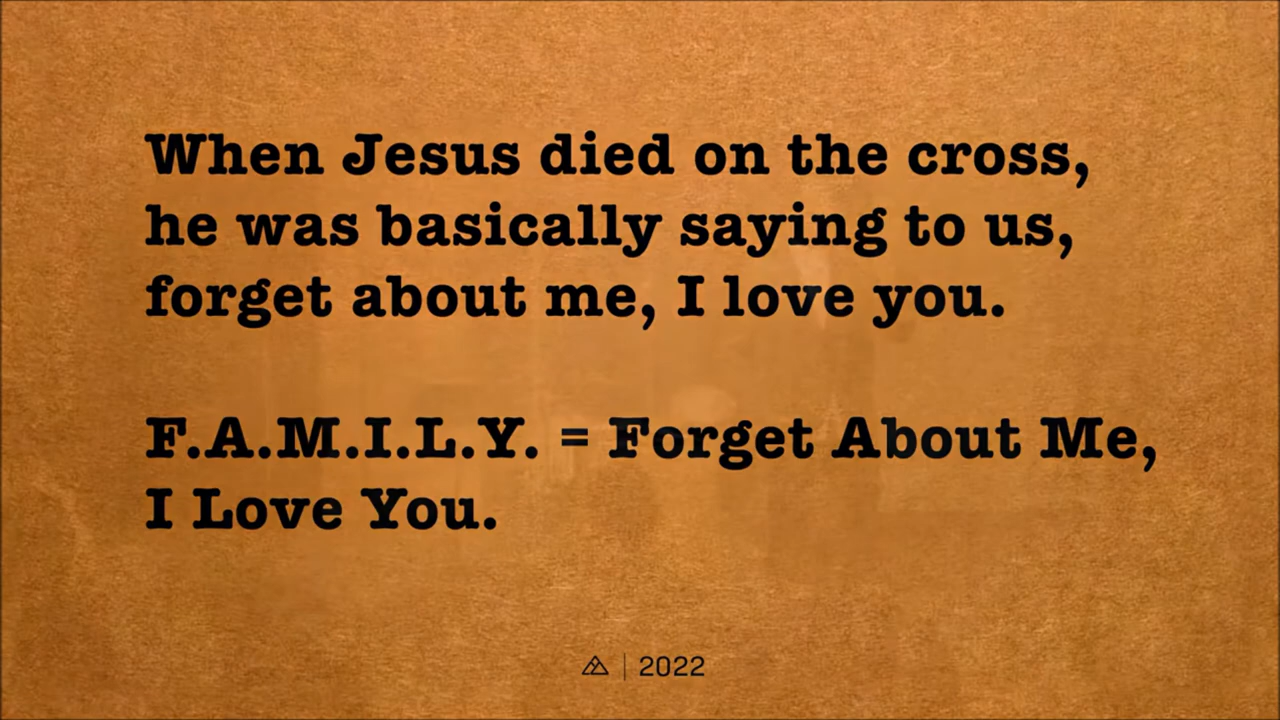 When Jesus died on the cross,
he was basically saying to us,
forget about me, I love you.
F.A.M.I.L.Y. = Forget About Me,
I Love You.
2022